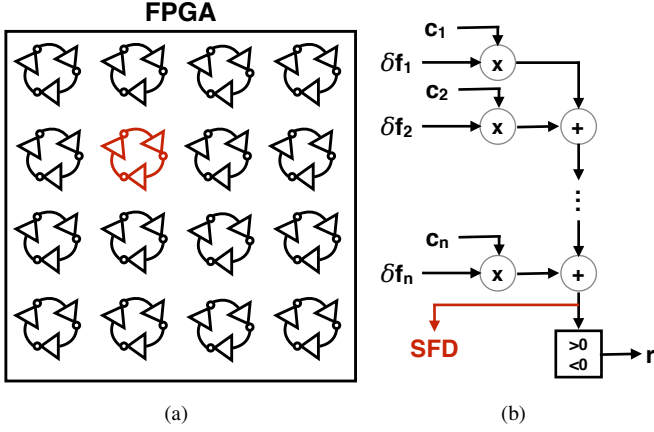 FPGA
(a)
c1
δf1
x
c2
δf2
x
+
⋮
cn
δfn
x
+
SFD
>0
<0
r
(b)